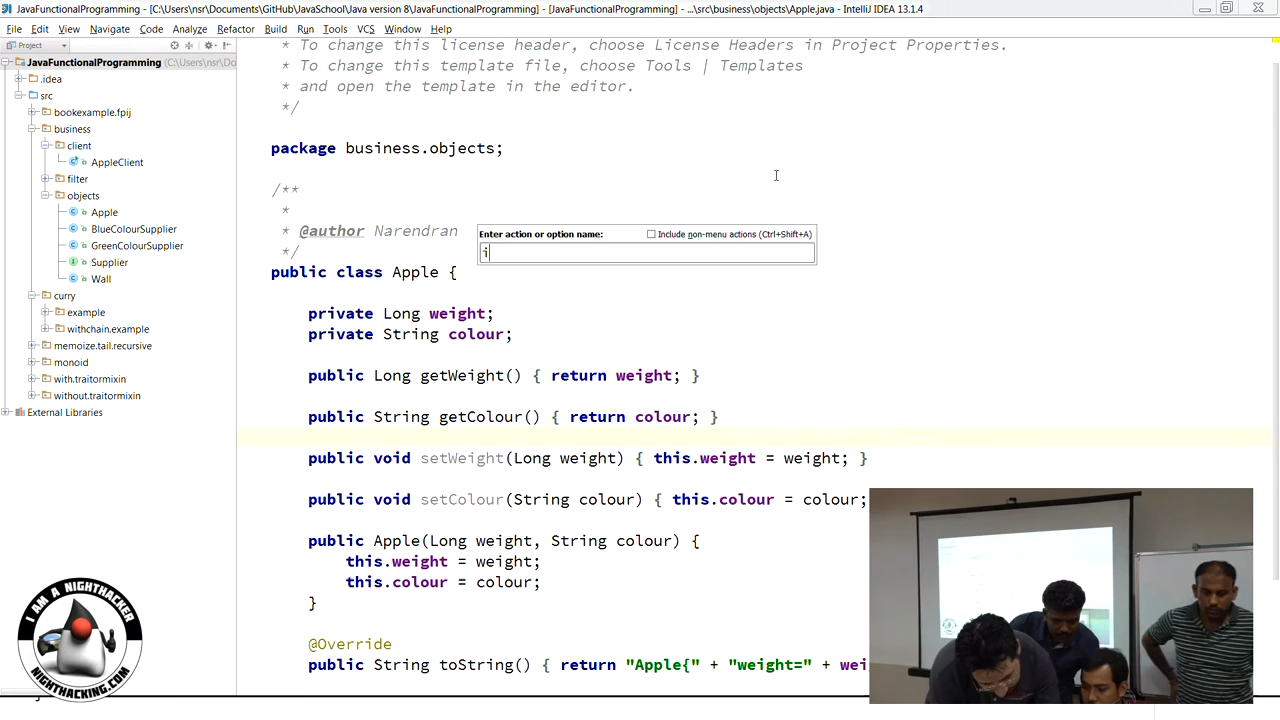 JavaFunctionalProgramming - [C:\Users\nsr\Documents\GitHub\JavaSchool\Java version 8\JavaFunctionalProgramming] - [JavaFunctionalProgramming] - ...\src\business\objects\Apple.java - IntelliJ IDEA 13.1.4
File Edit View Navigate Code Analyze Refactor Build Run Tools VCS Window Help
Project
JavaFunctionalProgramming (C:\Users\nsr\Do
.idea
src
bookexample.fpij
business
client
AppleClient
filter
objects
Apple
BlueColourSupplier
GreenColourSupplier
Supplier
Wall
curry
example
withchain.example
memoize.tail.recursive
monoid
with.traitormixin
without.traitormixin
External Libraries
* To change this license header, choose License Headers in Project Properties.
* To change this template file, choose Tools | Templates
* and open the template in the editor.
*/
package business.objects;
/**
*
* @author Narendran
*/
public class Apple {
private Long weight;
private String colour;
public Long getWeight() { return weight; }
public String getColour() { return colour; }
public void setWeight(Long weight) { this.weight = weight; }
public void setColour(String colour) { this.colour = colour;
public Apple(Long weight, String colour) {
this.weight = weight;
this.colour = colour;
}
@Override
public String toString() { return "Apple{" + "weight=" + wei
Enter action or option name:
Include non-menu actions (Ctrl+Shift+A)
i
I AM A NIGHTHACKER
NIGHTHACKING.COM